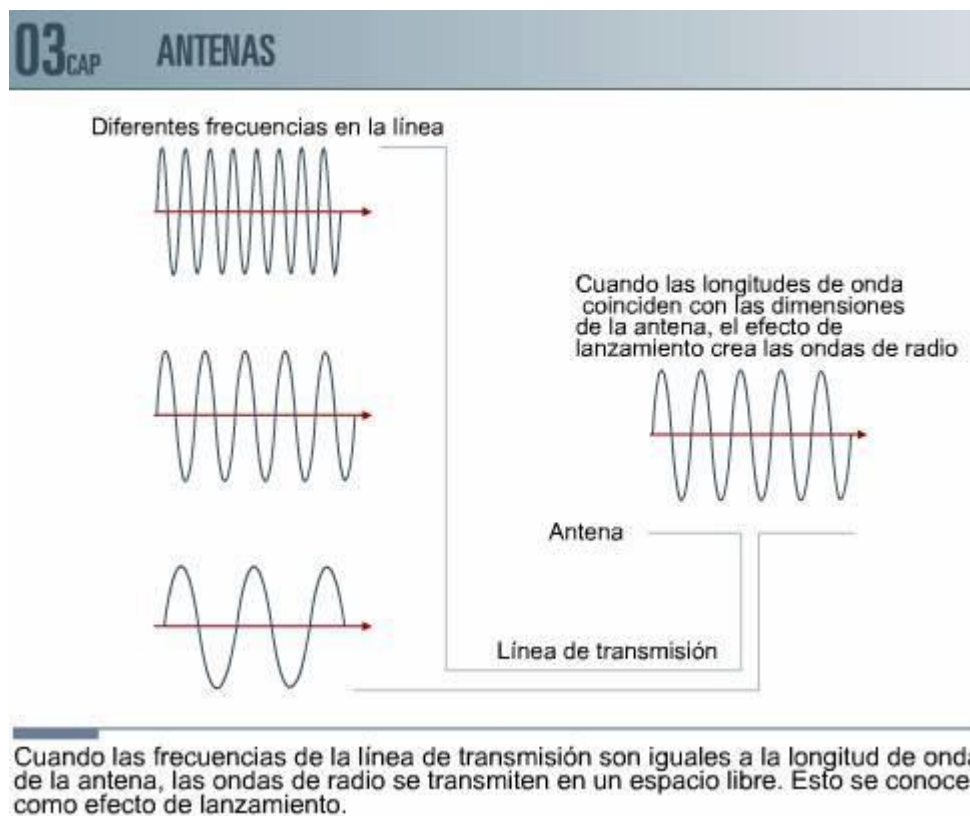 03CAP ANTENAS
Diferentes frecuencias en la línea
Cuando las longitudes de onda
coinciden con las dimensiones
de la antena, el efecto de
lanzamiento crea las ondas de radio
Antena
Línea de transmisión
Cuando las frecuencias de la línea de transmisión son iguales a la longitud de onda
de la antena, las ondas de radio se transmiten en un espacio libre. Esto se conoce
como efecto de lanzamiento.